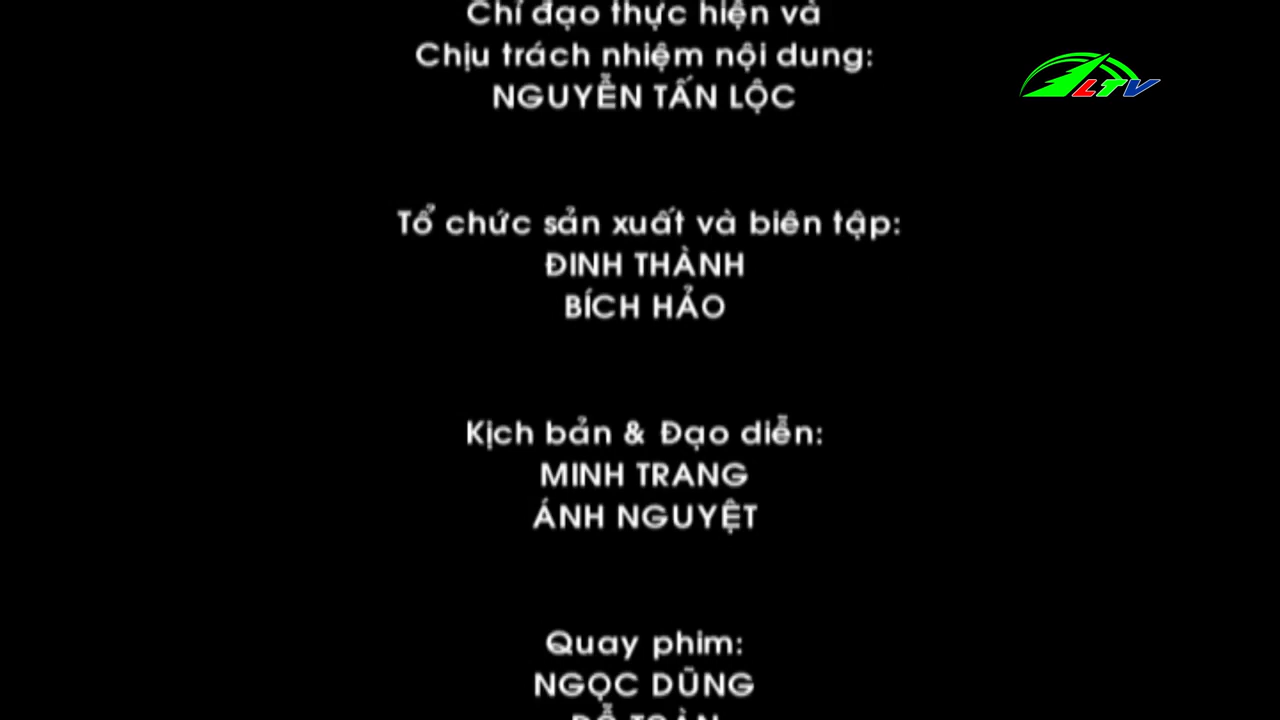 Chỉ đạo thực hiện và
Chịu trách nhiệm nội dung:
NGUYỄN TẤN LỘC
LTV
Tổ chức sản xuất và biên tập:
ĐINH THÀNH
BÍCH HẢO
Kịch bản & Đạo diễn:
MINH TRANG
ÁNH NGUYỆT
Quay phim:
NGỌC DŨNG